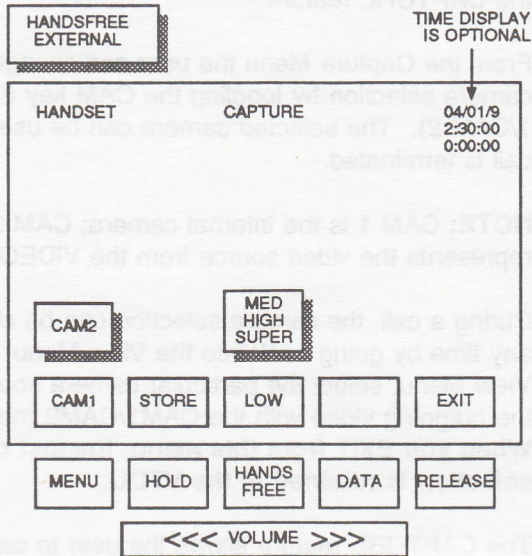 HANDSFREE
EXTERNAL
TIME DISPLAY
IS OPTIONAL
HANDSET
CAPTURE
04/01/9
2:30:00
0:00:00
CAM2
MED
HIGH
SUPER
CAM1
STORE
LOW
EXIT
MENU
HOLD
HANDS
FREE
DATA
RELEASE
<<< VOLUME >>>